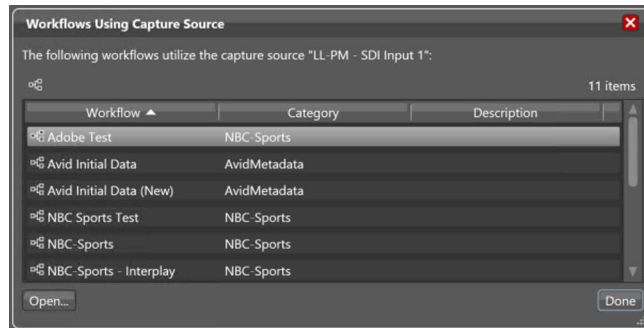 Workflows Using Capture Source
The following workflows utilize the capture source "LL-PM - SDI Input 1":
11 items
Workflow Category Description
Adobe Test NBC-Sports
Avid Initial Data AvidMetadata
Avid Initial Data (New) AvidMetadata
NBC Sports Test NBC-Sports
NBC-Sports NBC-Sports
NBC-Sports - Interplay NBC-Sports
Open... Done